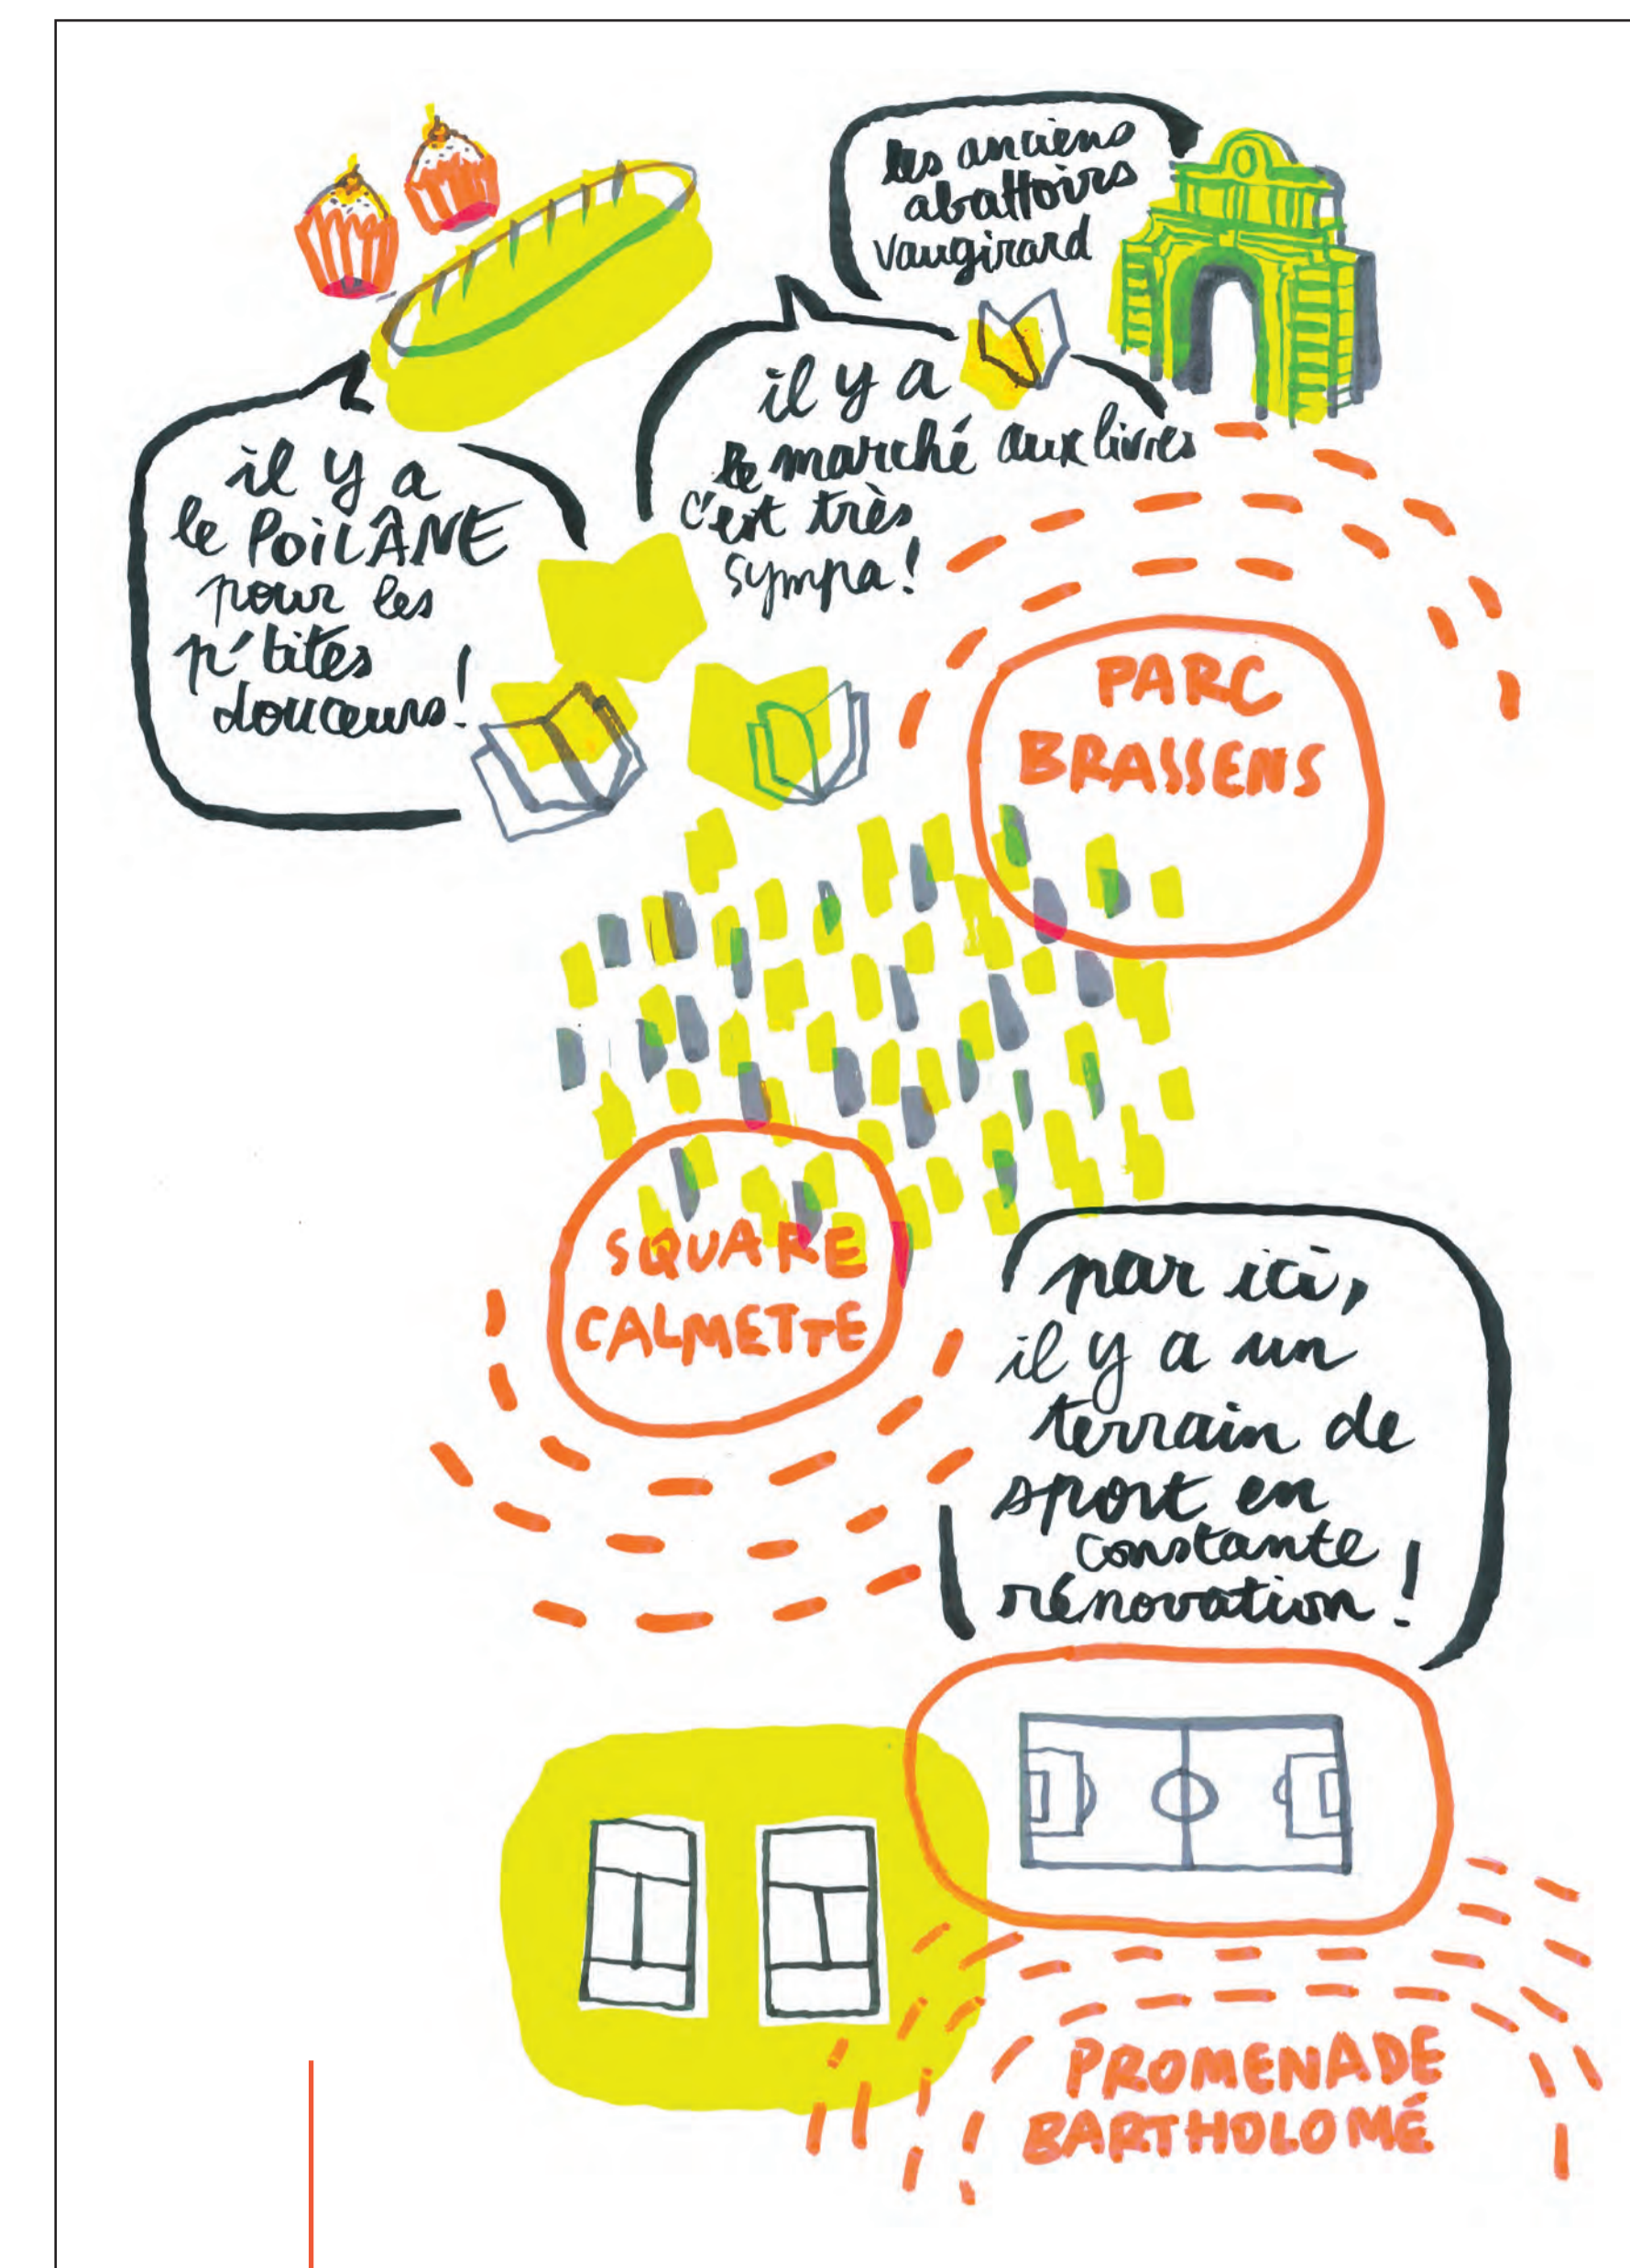 les anciens
abattoirs
Vaugirard
il y a
le marché aux livres
c'est très
sympa !
il y a
le POILÂNE
pour les
p'tites
douceurs !
PARC
BRASSENS
SQUARE
CALMETTE
par ici,
il y a un
terrain de
sport en
constante
rénovation !
PROMENADE
BARTHOLOMÉ